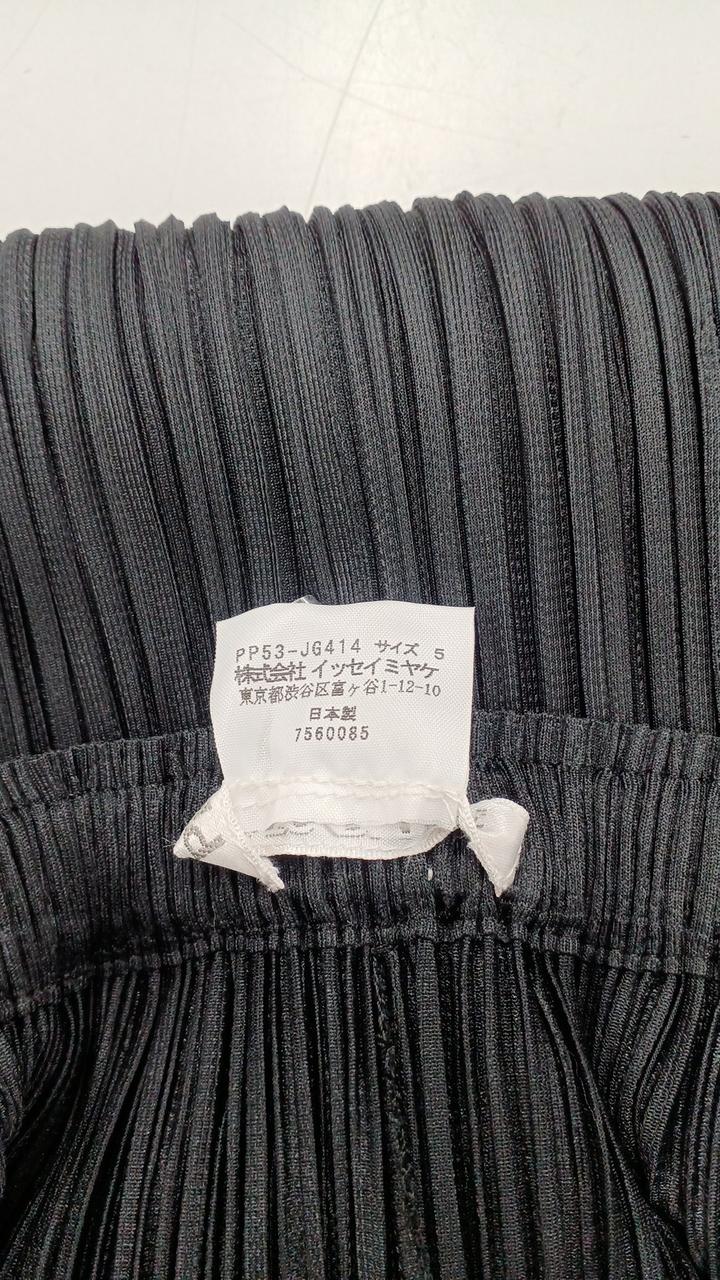 PP53-JG414 サイズ 5
株式会社イッセイミヤケ
東京都渋谷区富ヶ谷1-12-10
日本製
7560085